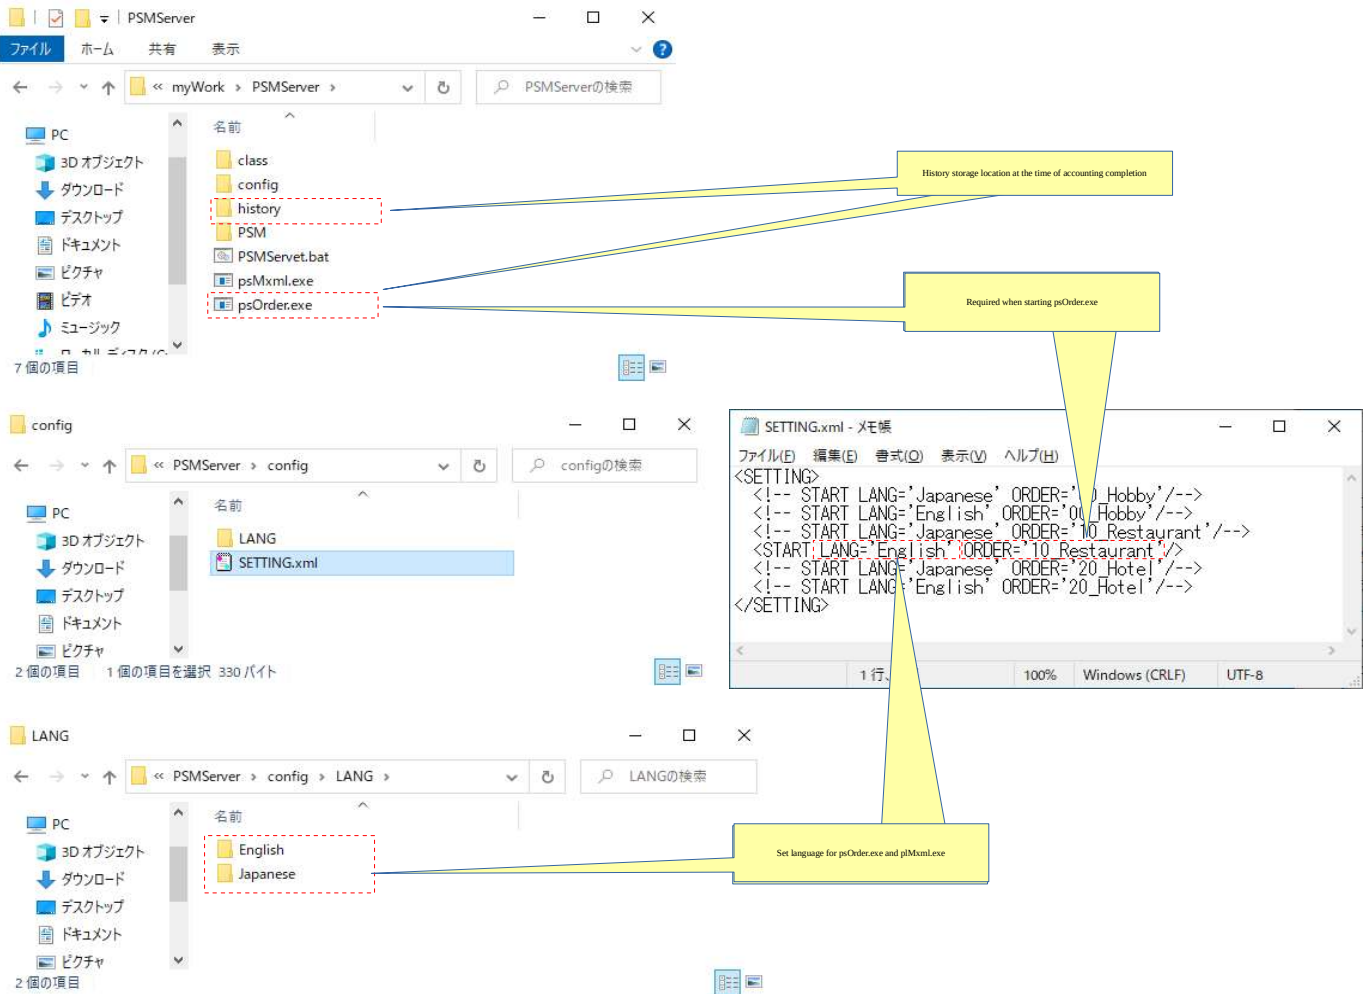 PSMServer
ファイル ホーム 共有 表示
« myWork › PSMServer ›
PSMServerの検索
PC
3D オブジェクト
ダウンロード
デスクトップ
ドキュメント
ピクチャ
ビデオ
ミュージック
名前
class
config
history
PSM
PSMServet.bat
psMxml.exe
psOrder.exe
7 個の項目
History storage location at the time of accounting completion
Required when starting psOrder.exe
config
« PSMServer › config
configの検索
PC
3D オブジェクト
ダウンロード
デスクトップ
ドキュメント
ピクチャ
名前
LANG
SETTING.xml
2 個の項目 1 個の項目を選択 330 バイト
SETTING.xml - メモ帳
ファイル(F) 編集(E) 書式(O) 表示(V) ヘルプ(H)
<SETTING>
<!-- START LANG='Japanese' ORDER=' _Hobby'/-->
<!-- START LANG='English' ORDER='00_Hobby'/-->
<!-- START LANG='Japanese' ORDER='10_Restaurant'/-->
<START LANG='English' ORDER='10_Restaurant'/>
<!-- START LANG='Japanese' ORDER='20_Hotel'/-->
<!-- START LANG='English' ORDER='20_Hotel'/-->
</SETTING>
1 行、
100% Windows (CRLF) UTF-8
LANG
« PSMServer › config › LANG ›
LANGの検索
PC
3D オブジェクト
ダウンロード
デスクトップ
ドキュメント
ピクチャ
名前
English
Japanese
2 個の項目
Set language for psOrder.exe and plMxml.exe